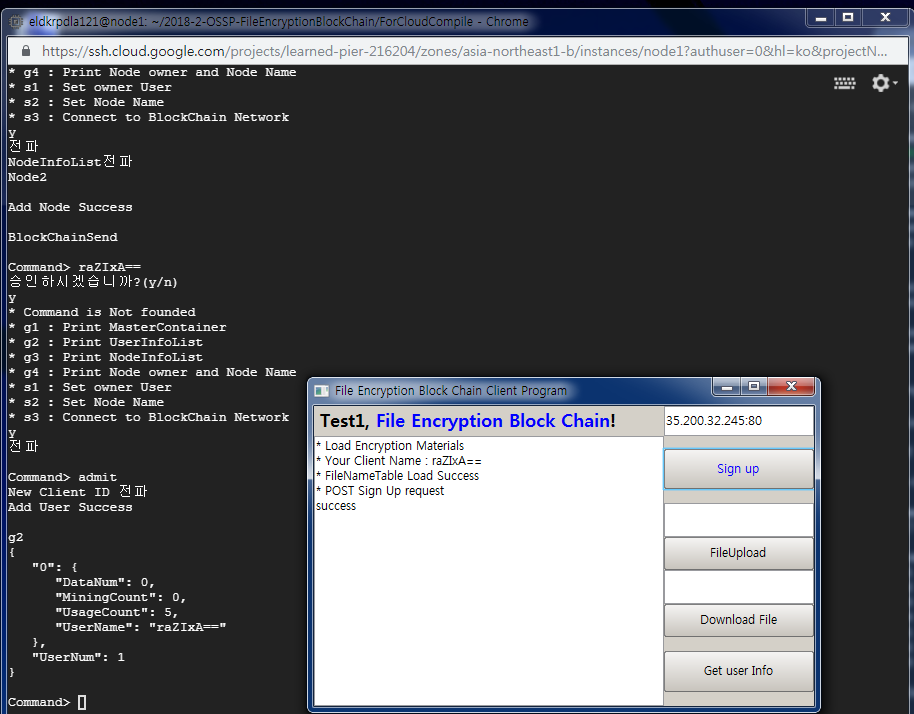 eldkrpdla121@node1: ~/2018-2-OSSP-FileEncryptionBlockChain/ForCloudCompile - Chrome
https://ssh.cloud.google.com/projects/learned-pier-216204/zones/asia-northeast1-b/instances/node1?authuser=0&hl=ko&projectN...
* g4 : Print Node owner and Node Name
* s1 : Set owner User
* s2 : Set Node Name
* s3 : Connect to BlockChain Network
y
전파
NodeInfoList전파
Node2
Add Node Success
BlockChainSend
Command> raZIxA==
승인하시겠습니까?(y/n)
y
* Command is Not founded
* g1 : Print MasterContainer
* g2 : Print UserInfoList
* g3 : Print NodeInfoList
* g4 : Print Node owner and Node Name
* s1 : Set owner User
* s2 : Set Node Name
* s3 : Connect to BlockChain Network
y
전파
Command> admit
New Client ID 전파
Add User Success
g2
{
"0": {
"DataNum": 0,
"MiningCount": 0,
"UsageCount": 5,
"UserName": "raZIxA=="
},
"UserNum": 1
}
Command>
File Encryption Block Chain Client Program
Test1, File Encryption Block Chain!
35.200.32.245:80
* Load Encryption Materials
* Your Client Name : raZIxA==
* FileNameTable Load Success
* POST Sign Up request
success
Sign up
FileUpload
Download File
Get user Info